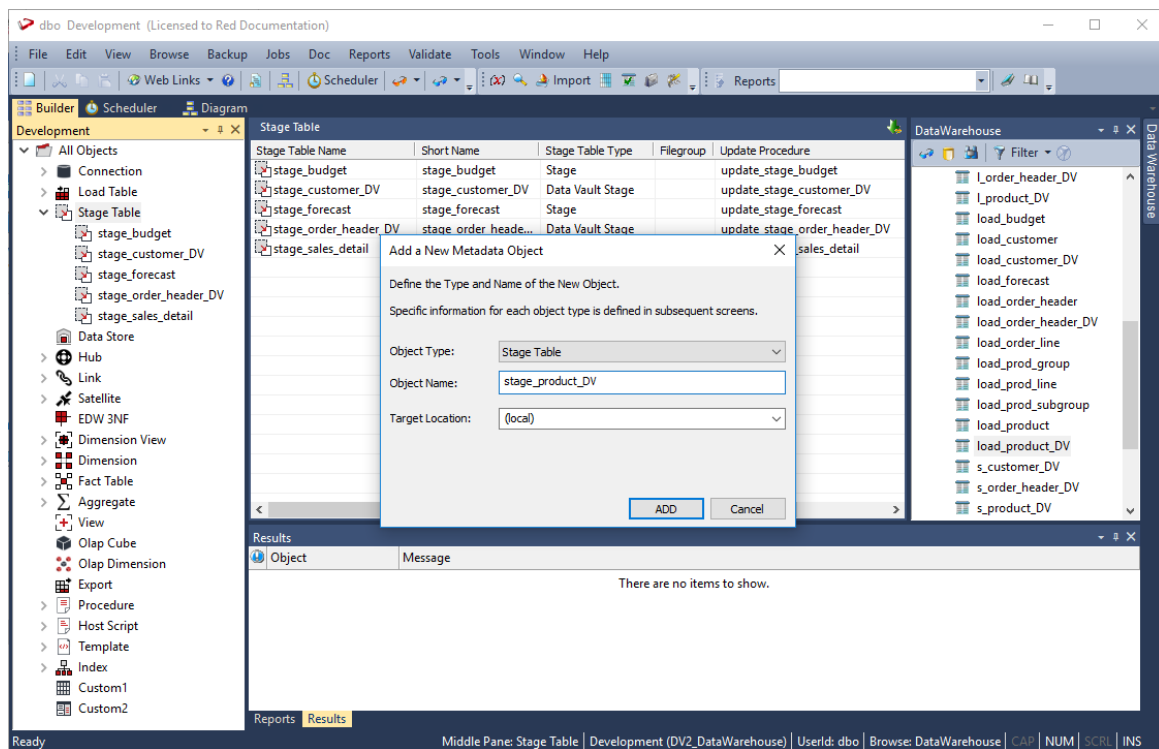 dbo Development (Licensed to Red Documentation)
File Edit View Browse Backup Jobs Doc Reports Validate Tools Window Help
Web Links Scheduler (x) Import Reports
Builder Scheduler Diagram
Development
All Objects
Connection
Load Table
Stage Table
stage_budget
stage_customer_DV
stage_forecast
stage_order_header_DV
stage_sales_detail
Data Store
Hub
Link
Satellite
EDW 3NF
Dimension View
Dimension
Fact Table
Aggregate
View
Olap Cube
Olap Dimension
Export
Procedure
Host Script
Template
Index
Custom1
Custom2
Stage Table
Stage Table Name Short Name Stage Table Type Filegroup Update Procedure
stage_budget stage_budget Stage update_stage_budget
stage_customer_DV stage_customer_DV Data Vault Stage update_stage_customer_DV
stage_forecast stage_forecast Stage update_stage_forecast
stage_order_header_DV stage_order_heade... Data Vault Stage update_stage_order_header_DV
stage_sales_detail _sales_detail
Add a New Metadata Object
Define the Type and Name of the New Object.
Specific information for each object type is defined in subsequent screens.
Object Type: Stage Table
Object Name: stage_product_DV
Target Location: (local)
ADD Cancel
DataWarehouse
Filter
l_order_header_DV
l_product_DV
load_budget
load_customer
load_customer_DV
load_forecast
load_order_header
load_order_header_DV
load_order_line
load_prod_group
load_prod_line
load_prod_subgroup
load_product
load_product_DV
s_customer_DV
s_order_header_DV
s_product_DV
Data Warehouse
Results
Object Message
There are no items to show.
Reports Results
Ready Middle Pane: Stage Table Development (DV2_DataWarehouse) UserId: dbo Browse: DataWarehouse CAP NUM SCRL INS